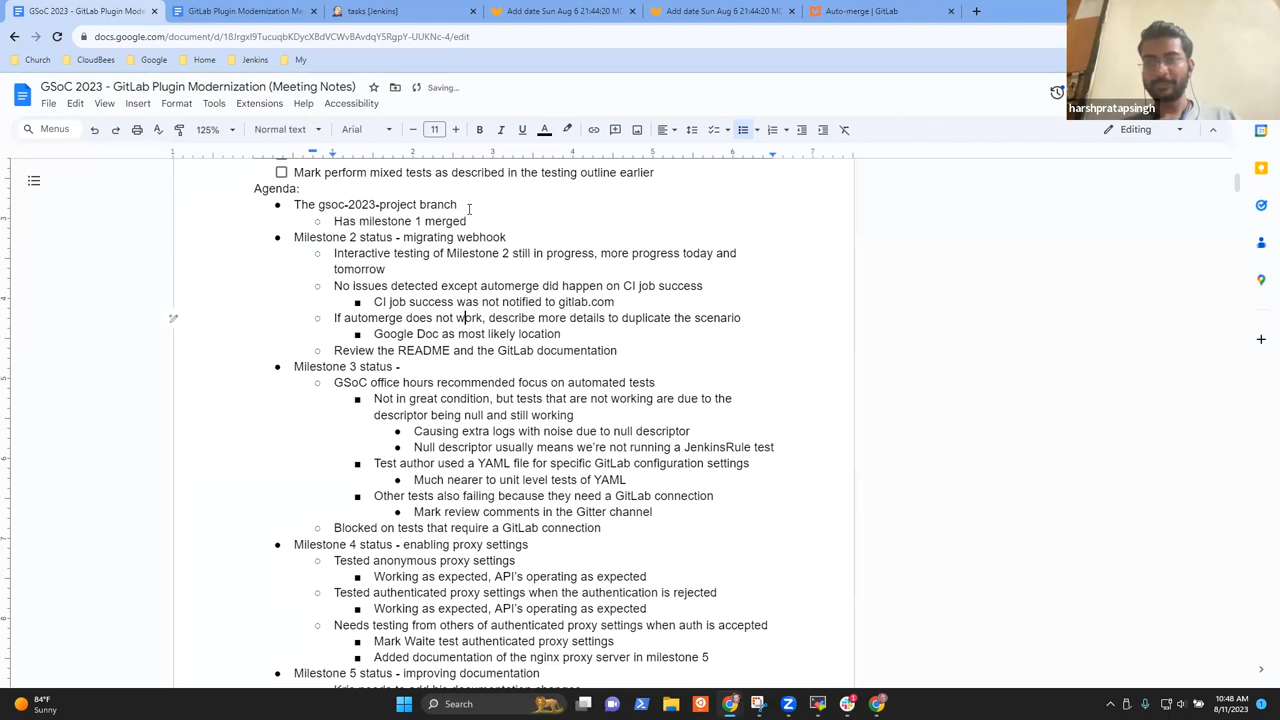 GSoC 2023 - GitLab Plugin Modernization
GitLab Plugin Modernization
tasks [Jenkins]
Add date Sun Aug 6 21:44:20
Add date Sun Aug 6 21:44:20
Auto-merge | GitLab
docs.google.com/document/d/18JrgxI9TucuqbKDycXBdVCWvBAvdqY5RgpY-UUKNc-4/edit
Church CloudBees Google Home Jenkins My
GSoC 2023 - GitLab Plugin Modernization (Meeting Notes) Saving...
File Edit View Insert Format Tools Extensions Help Accessibility
harshpratapsingh
Menus 125% Normal text Arial 11 B I U A Editing
1 1 2 3 4 5 6 7
Mark perform mixed tests as described in the testing outline earlier
Agenda:
The gsoc-2023-project branch
Has milestone 1 merged
Milestone 2 status - migrating webhook
Interactive testing of Milestone 2 still in progress, more progress today and
tomorrow
No issues detected except automerge did happen on CI job success
CI job success was not notified to gitlab.com
If automerge does not work, describe more details to duplicate the scenario
Google Doc as most likely location
Review the README and the GitLab documentation
Milestone 3 status -
GSoC office hours recommended focus on automated tests
Not in great condition, but tests that are not working are due to the
descriptor being null and still working
Causing extra logs with noise due to null descriptor
Null descriptor usually means we're not running a JenkinsRule test
Test author used a YAML file for specific GitLab configuration settings
Much nearer to unit level tests of YAML
Other tests also failing because they need a GitLab connection
Mark review comments in the Gitter channel
Blocked on tests that require a GitLab connection
Milestone 4 status - enabling proxy settings
Tested anonymous proxy settings
Working as expected, API's operating as expected
Tested authenticated proxy settings when the authentication is rejected
Working as expected, API's operating as expected
Needs testing from others of authenticated proxy settings when auth is accepted
Mark Waite test authenticated proxy settings
Added documentation of the nginx proxy server in milestone 5
Milestone 5 status - improving documentation
84°F
Sunny
Search
10:48 AM
8/11/2023